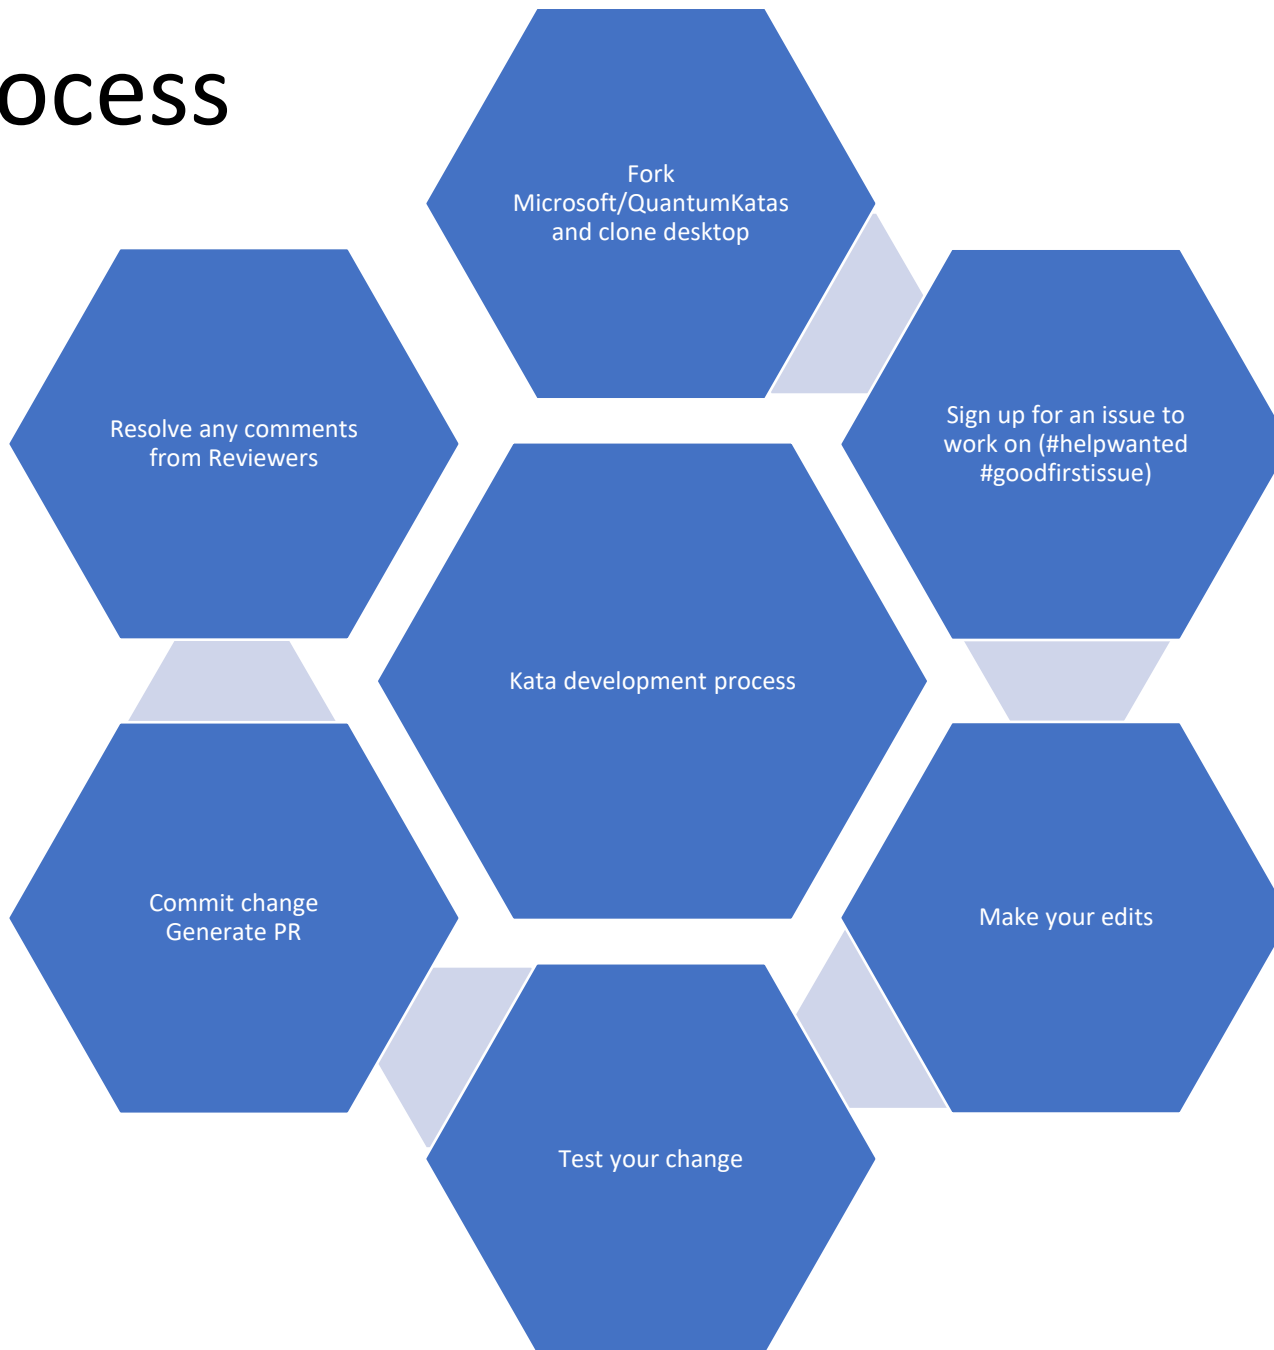 ocess
Fork
Microsoft/QuantumKatas
and clone desktop
Sign up for an issue to
work on (#helpwanted
#goodfirstissue)
Make your edits
Test your change
Commit change
Generate PR
Resolve any comments
from Reviewers
Kata development process